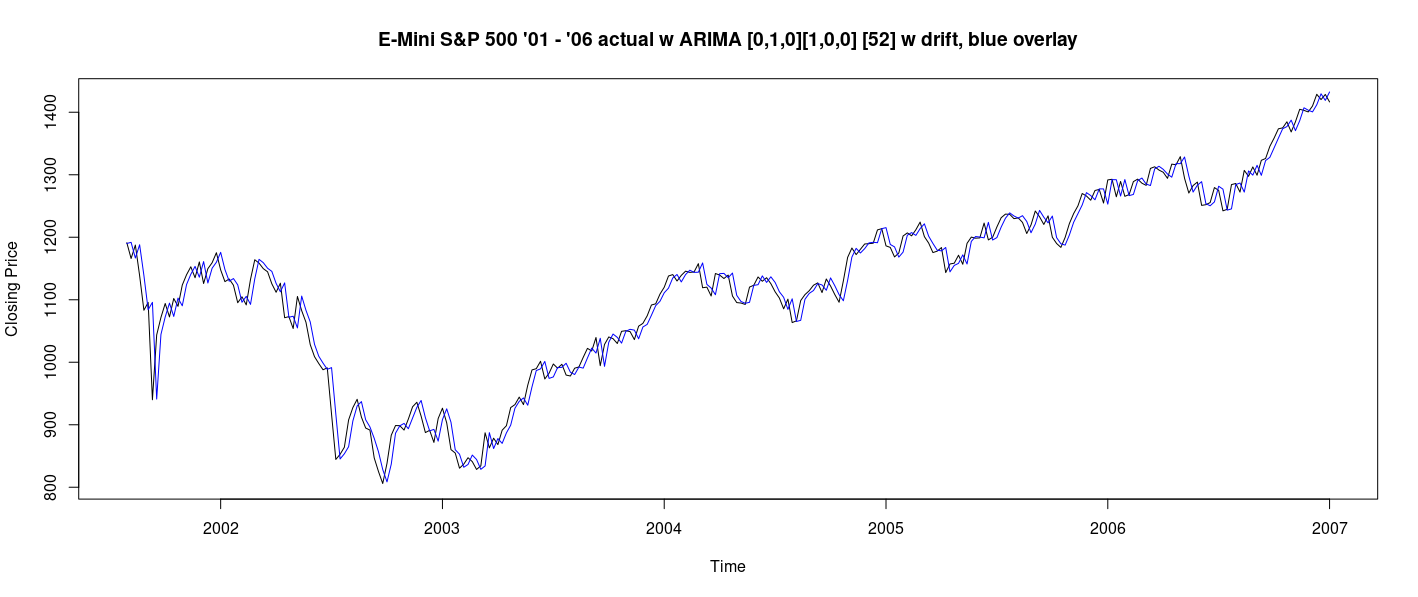 E-Mini S&P 500 '01 - '06 actual w ARIMA [0,1,0][1,0,0] [52] w drift, blue overlay
Closing Price
1400
1300
1200
1100
1000
900
800
2002 2003 2004 2005 2006 2007
Time